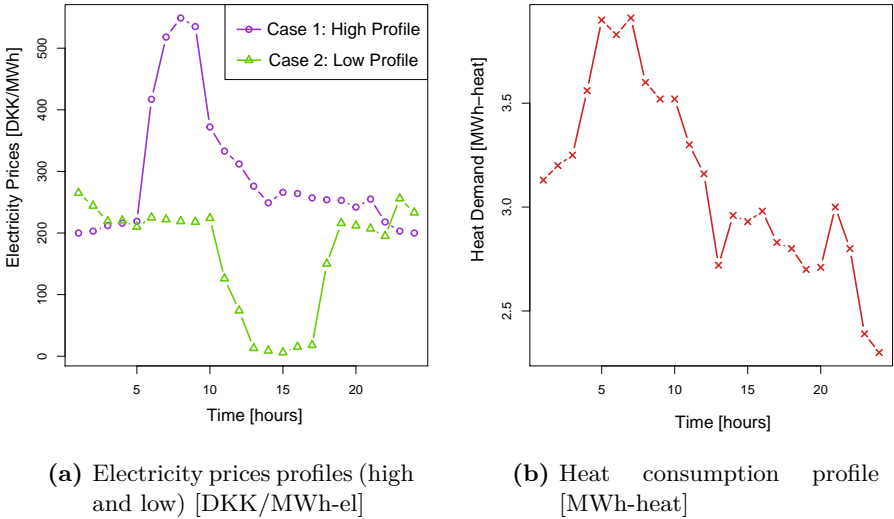 Case 1: High Profile
Case 2: Low Profile
Electricity Prices [DKK/MWh]
0
100
200
300
400
500
5
10
15
20
Time [hours]
Heat Demand [MWh–heat]
2.5
3.0
3.5
5
10
15
20
Time [hours]
(a) Electricity prices profiles (high
and low) [DKK/MWh-el]
(b) Heat consumption profile
[MWh-heat]